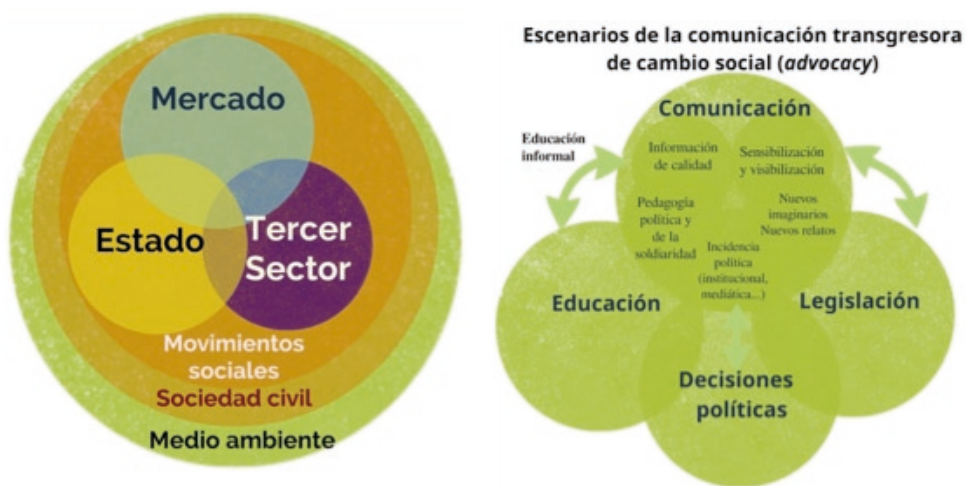 Mercado
Estado
Tercer
Sector
Movimientos
sociales
Sociedad civil
Medio ambiente
Escenarios de la comunicación transgresora
de cambio social (advocacy)
Comunicación
Educación
informal
Información
de calidad
Sensibilización
y visibilización
Pedagogía
política y
de la
soldiaridad
Nuevos
imaginarios
Nuevos relatos
Incidencia
política
(institucional,
mediática...)
Educación
Legislación
Decisiones
políticas